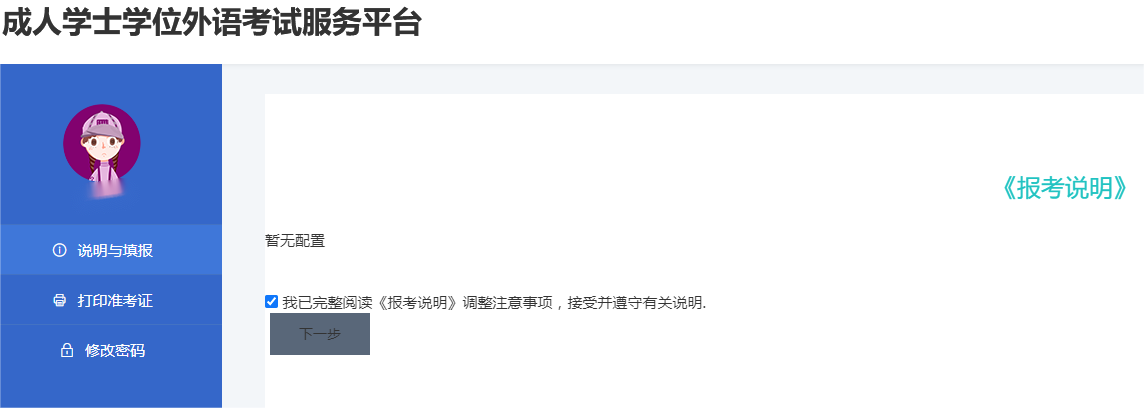 成人学士学位外语考试服务平台
说明与填报
打印准考证
修改密码
《报考说明》
暂无配置
我已完整阅读《报考说明》调整注意事项，接受并遵守有关说明.
下一步